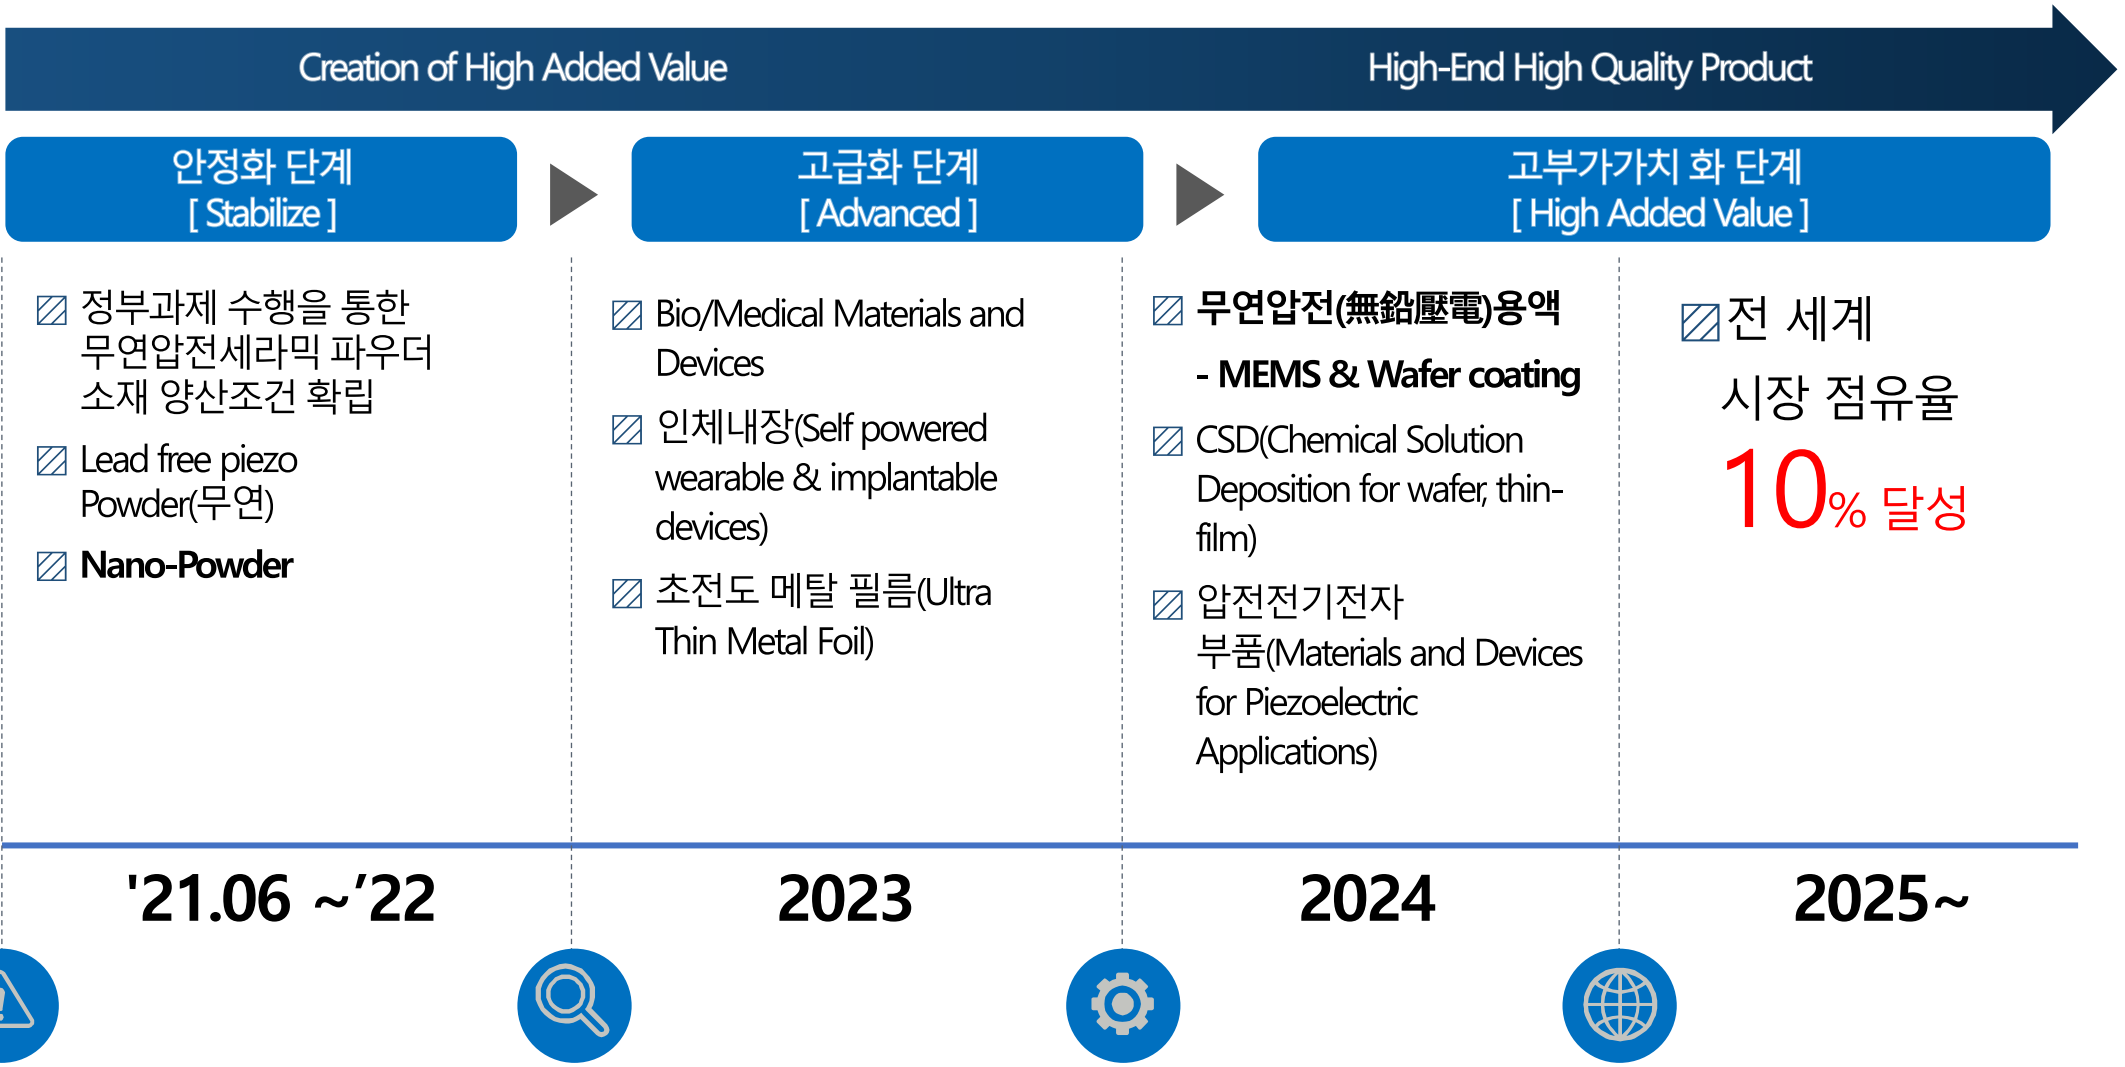 Creation of High Added Value
High-End High Quality Product
안정화 단계
[ Stabilize ]
고급화 단계
[ Advanced ]
고부가가치 화 단계
[ High Added Value ]
정부과제 수행을 통한
무연압전세라믹 파우더
소재 양산조건 확립
Lead free piezo
Powder(무연)
Nano-Powder
Bio/Medical Materials and
Devices
인체내장(Self powered
wearable & implantable
devices)
초전도 메탈 필름(Ultra
Thin Metal Foil)
무연압전(無鉛壓電)용액
- MEMS & Wafer coating
CSD(Chemical Solution
Deposition for wafer, thin-
film)
압전전기전자
부품(Materials and Devices
for Piezoelectric
Applications)
전 세계
시장 점유율
10% 달성
'21.06 ~’22
2023
2024
2025~